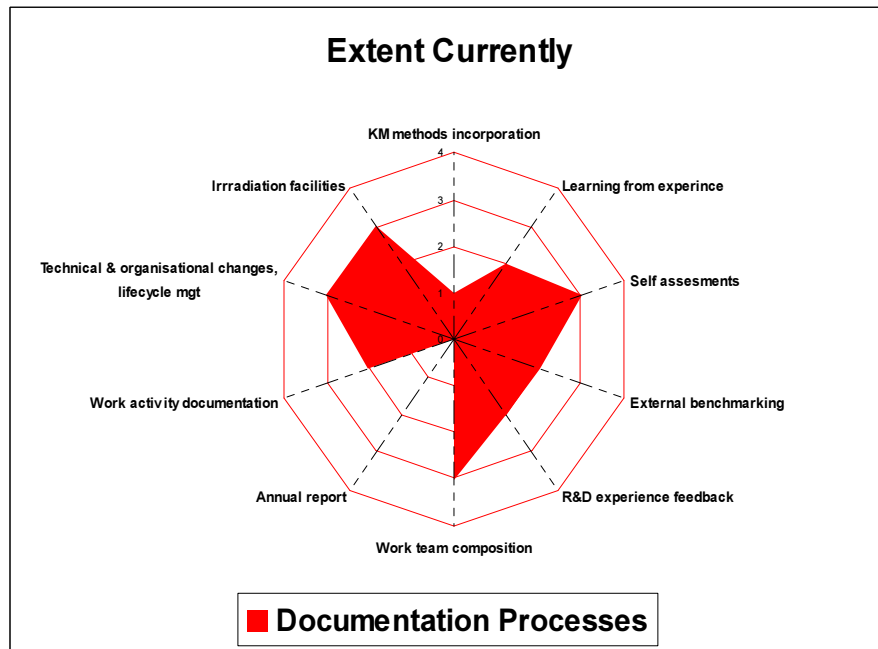 Extent Currently
KM methods incorporation
4
Irrradiation facilities
Learning from experince
3
2
Technical & organisational changes,
lifecycle mgt
Self assesments
1
0
Work activity documentation
External benchmarking
Annual report
R&D experience feedback
Work team composition
Documentation Processes